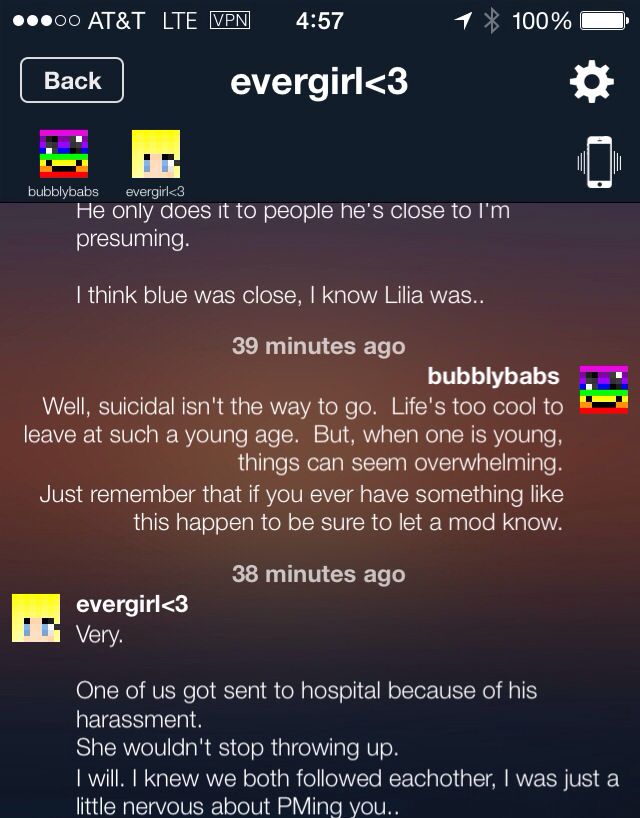 AT&T LTE VPN 4:57 100%
Back evergirl<3
bubblybabs evergirl<3
He only does it to people he's close to I'm
presuming.
I think blue was close, I know Lilia was..
39 minutes ago
bubblybabs
Well, suicidal isn't the way to go. Life's too cool to
leave at such a young age. But, when one is young,
things can seem overwhelming.
Just remember that if you ever have something like
this happen to be sure to let a mod know.
38 minutes ago
evergirl<3
Very.
One of us got sent to hospital because of his
harassment.
She wouldn't stop throwing up.
I will. I knew we both followed eachother, I was just a
little nervous about PMing you..